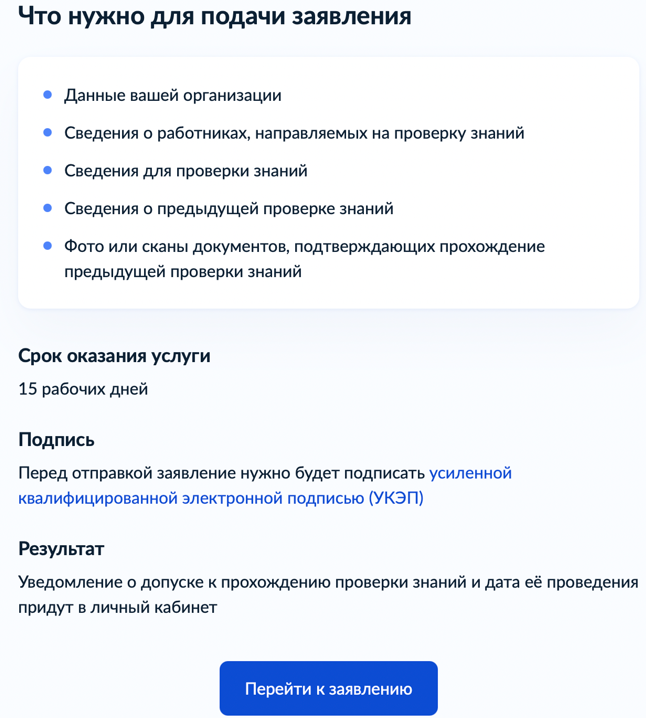 Что нужно для подачи заявления
Данные вашей организации
Сведения о работниках, направляемых на проверку знаний
Сведения для проверки знаний
Сведения о предыдущей проверке знаний
Фото или сканы документов, подтверждающих прохождение
предыдущей проверки знаний
Срок оказания услуги
15 рабочих дней
Подпись
Перед отправкой заявление нужно будет подписать усиленной
квалифицированной электронной подписью (УКЭП)
Результат
Уведомление о допуске к прохождению проверки знаний и дата её проведения
придут в личный кабинет
Перейти к заявлению